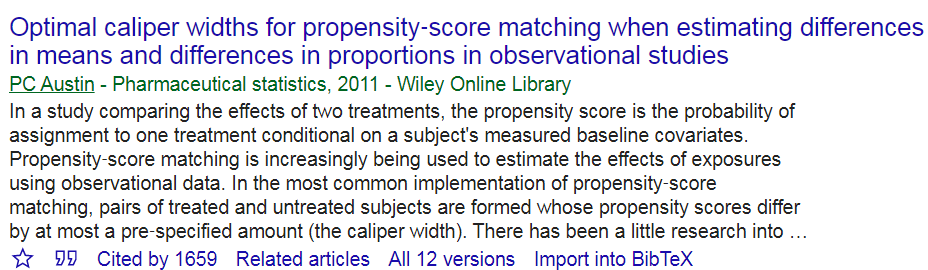 Optimal caliper widths for propensity-score matching when estimating differences
in means and differences in proportions in observational studies
PC Austin - Pharmaceutical statistics, 2011 - Wiley Online Library
In a study comparing the effects of two treatments, the propensity score is the probability of
assignment to one treatment conditional on a subject's measured baseline covariates.
Propensity-score matching is increasingly being used to estimate the effects of exposures
using observational data. In the most common implementation of propensity-score
matching, pairs of treated and untreated subjects are formed whose propensity scores differ
by at most a pre-specified amount (the caliper width). There has been a little research into …
Cited by 1659 Related articles All 12 versions Import into BibTeX